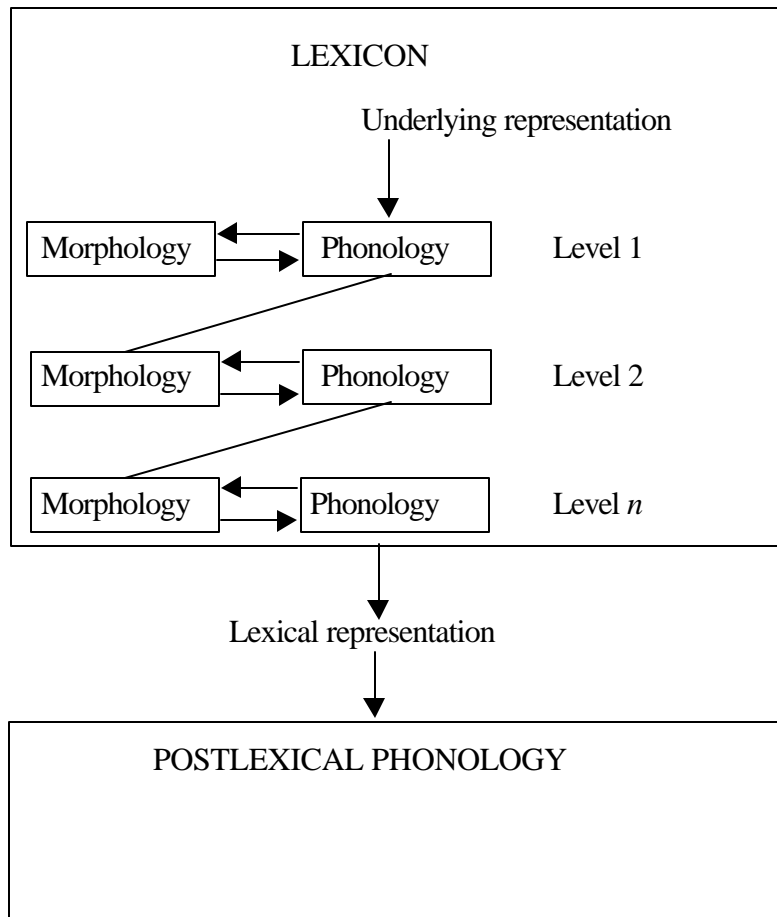 LEXICON
Underlying representation
Morphology Phonology Level 1
Morphology Phonology Level 2
Morphology Phonology Level n
Lexical representation
POSTLEXICAL PHONOLOGY